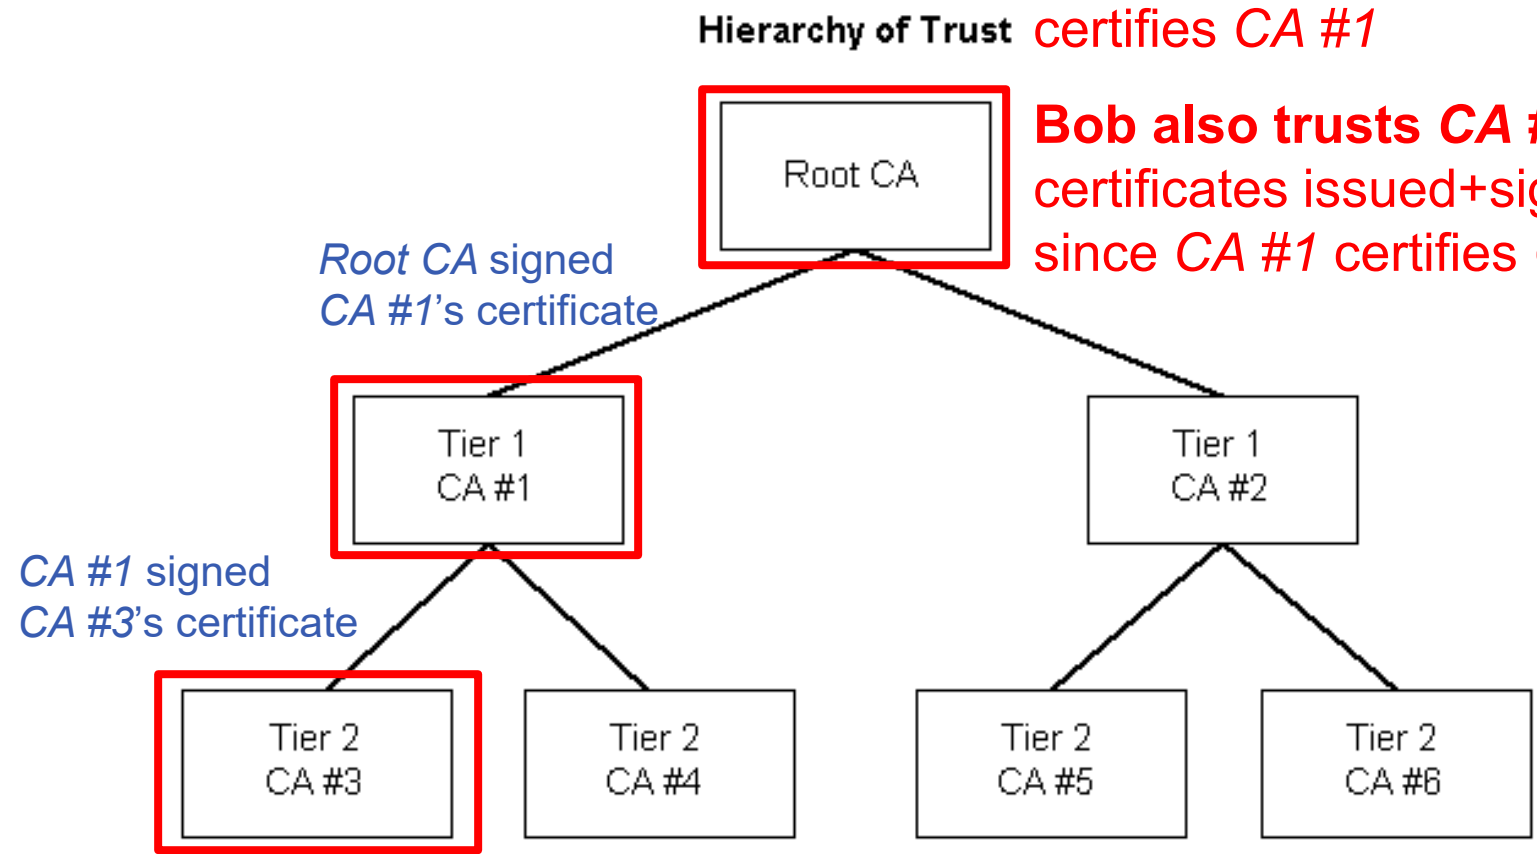 Hierarchy of Trust
certifies CA #1
Bob also trusts CA
certificates issued+
since CA #1 certifies
Root CA
Root CA signed
CA #1’s certificate
Tier 1
CA #1
Tier 1
CA #2
CA #1 signed
CA #3’s certificate
Tier 2
CA #3
Tier 2
CA #4
Tier 2
CA #5
Tier 2
CA #6